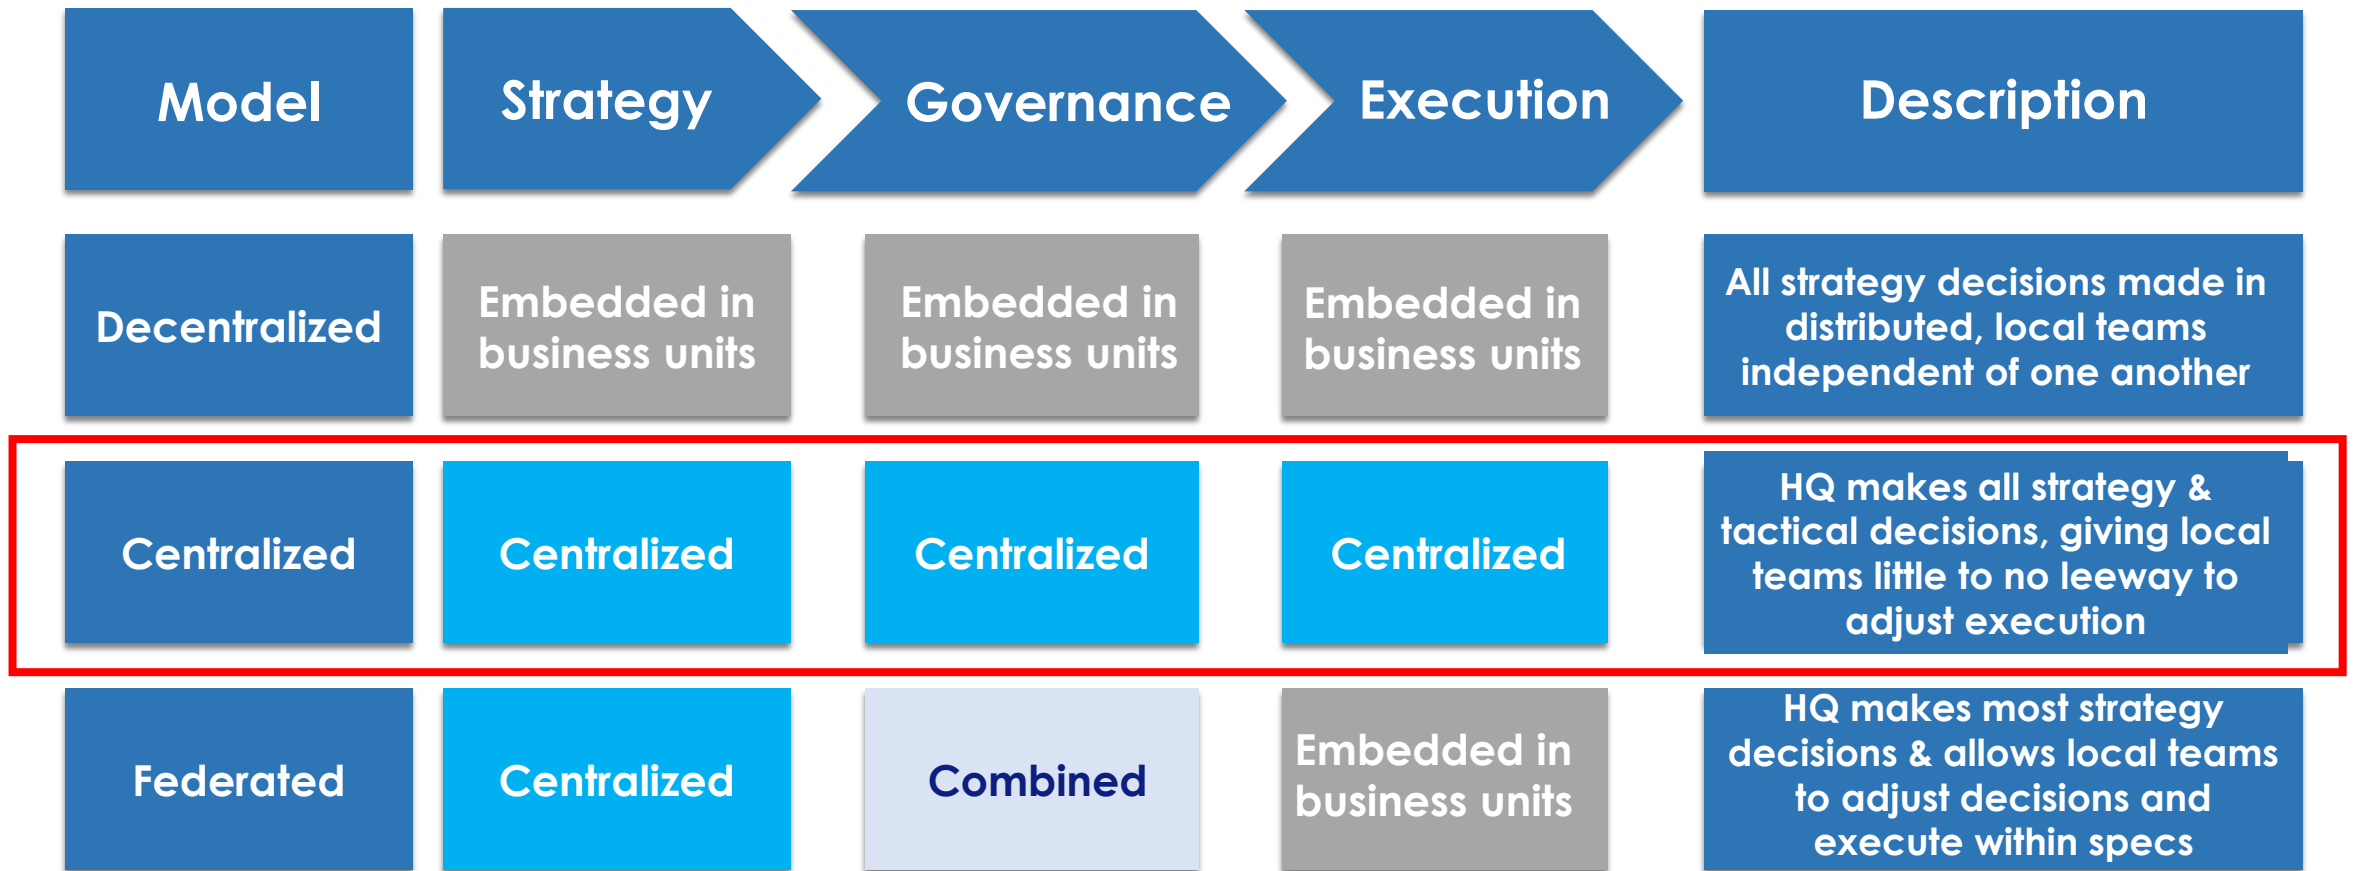 Model
Strategy
Governance
Execution
Description
Decentralized
Embedded in
business units
Embedded in
business units
Embedded in
business units
All strategy decisions made in
distributed, local teams
independent of one another
Centralized
Centralized
Centralized
Centralized
HQ makes all strategy &
tactical decisions, giving local
teams little to no leeway to
adjust execution
Federated
Centralized
Combined
Embedded in
business units
HQ makes most strategy
decisions & allows local teams
to adjust decisions and
execute within specs